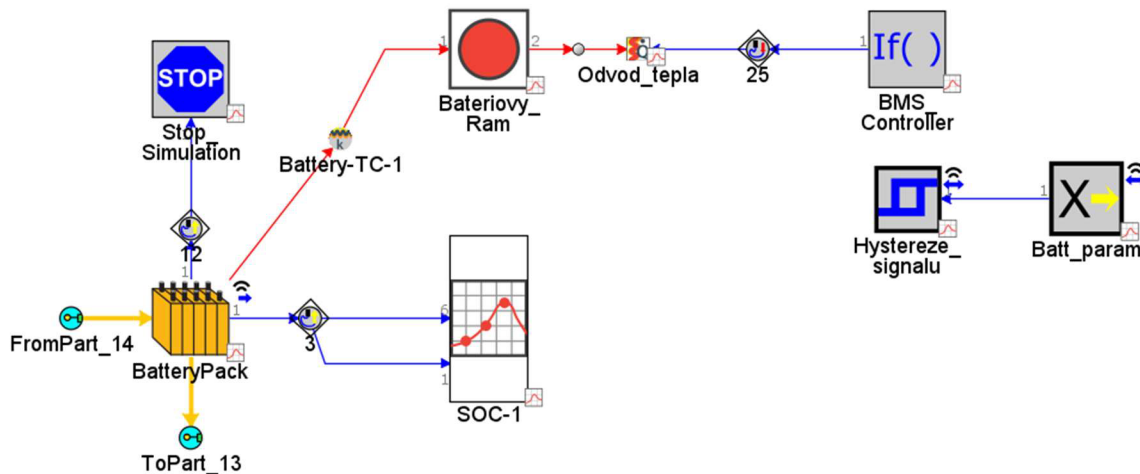 STOP
Stop_
Simulation
1
2
Bateriovy_
Ram
Odvod_tepla
25
1
If( )
BMS_
Controller
k
Battery-TC-1
12
1
Hystereze_
signalu
1
X
Batt_param
FromPart_14
BatteryPack
1
3
6
1
SOC-1
ToPart_13